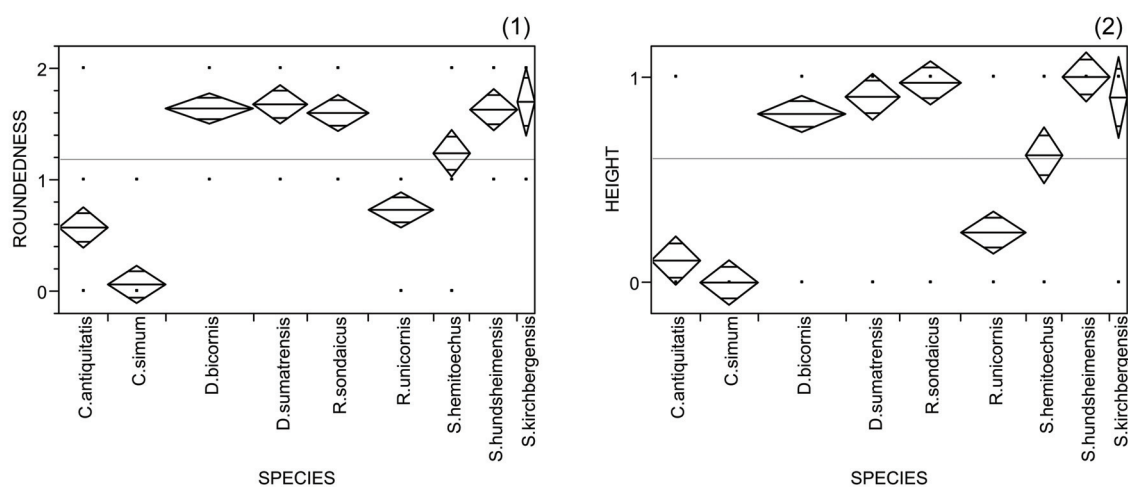 (1)
2
1
0
ROUNDEDNESS
C.antiquitatis
C.simum
D.bicornis
D.sumatrensis
R.sondaicus
R.unicornis
S.hemitoechus
S.hundsheimensis
S.kirchbergensis
SPECIES
(2)
1
0
HEIGHT
C.antiquitatis
C.simum
D.bicornis
D.sumatrensis
R.sondaicus
R.unicornis
S.hemitoechus
S.hundsheimensis
S.kirchbergensis
SPECIES